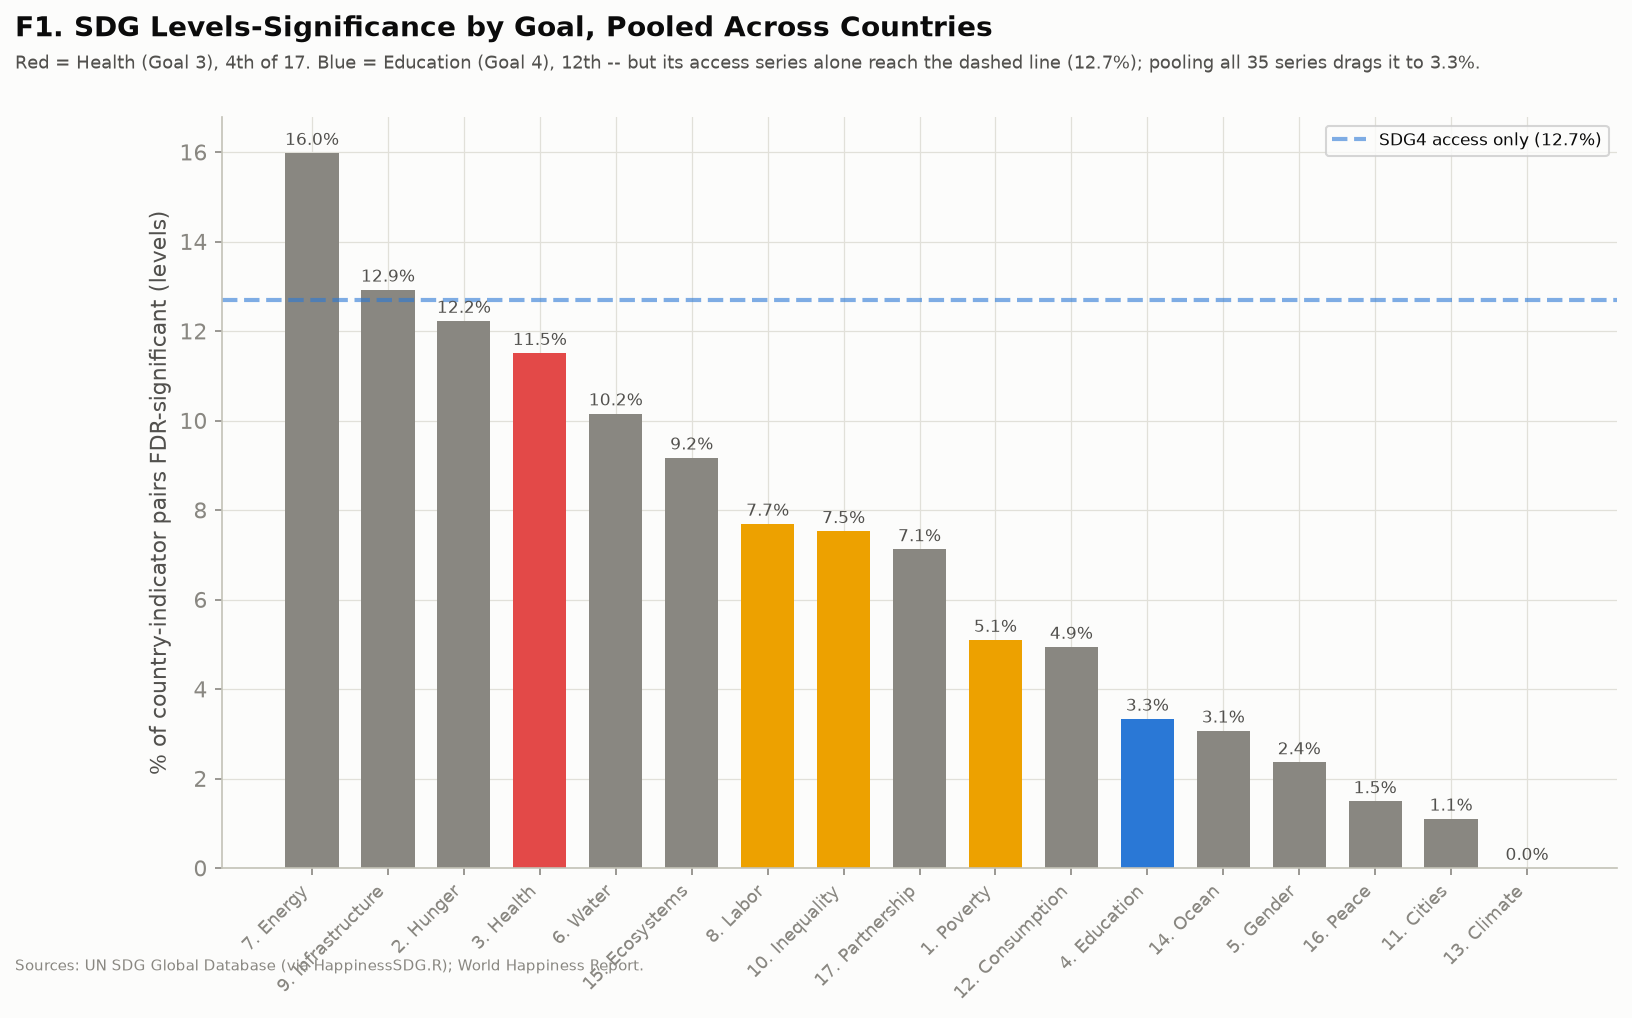 F1. SDG Levels-Significance by Goal, Pooled Across Countries
Red = Health (Goal 3), 4th of 17. Blue = Education (Goal 4), 12th -- but its access series alone reach the dashed line (12.7%); pooling all 35 series drags it to 3.3%.
SDG4 access only (12.7%)
% of country-indicator pairs FDR-significant (levels)
16
14
12
10
8
6
4
2
0
16.0%
12.9%
12.2%
11.5%
10.2%
9.2%
7.7%
7.5%
7.1%
5.1%
4.9%
3.3%
3.1%
2.4%
1.5%
1.1%
0.0%
7. Energy
9. Infrastructure
2. Hunger
3. Health
6. Water
15. Ecosystems
8. Labor
10. Inequality
17. Partnership
1. Poverty
12. Consumption
4. Education
14. Ocean
5. Gender
16. Peace
11. Cities
13. Climate
Sources: UN SDG Global Database (via HappinessSDG.R); World Happiness Report.